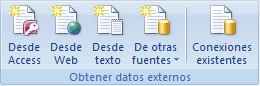 Desde Access
Desde Web
Desde texto
De otras fuentes
Conexiones existentes
Obtener datos externos